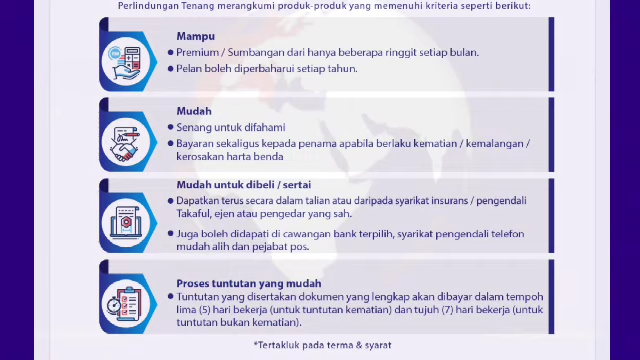 Perlindungan Tenang merangkumi produk-produk yang memenuhi kriteria seperti berikut:
Mampu
• Premium / Sumbangan dari hanya beberapa ringgit setiap bulan.
• Pelan boleh diperbaharui setiap tahun.
Mudah
• Senang untuk difahami
• Bayaran sekaligus kepada penama apabila berlaku kematian / kemalangan /
kerosakan harta benda
Mudah untuk dibeli / sertai
• Dapatkan terus secara dalam talian atau daripada syarikat insurans / pengendali
Takaful, ejen atau pengedar yang sah.
• Juga boleh didapati di cawangan bank terpilih, syarikat pengendali telefon
mudah alih dan pejabat pos.
Proses tuntutan yang mudah
• Tuntutan yang disertakan dokumen yang lengkap akan dibayar dalam tempoh
lima (5) hari bekerja (untuk tuntutan kematian) dan tujuh (7) hari bekerja (untuk
tuntutan bukan kematian).
*Tertakluk pada terma & syarat